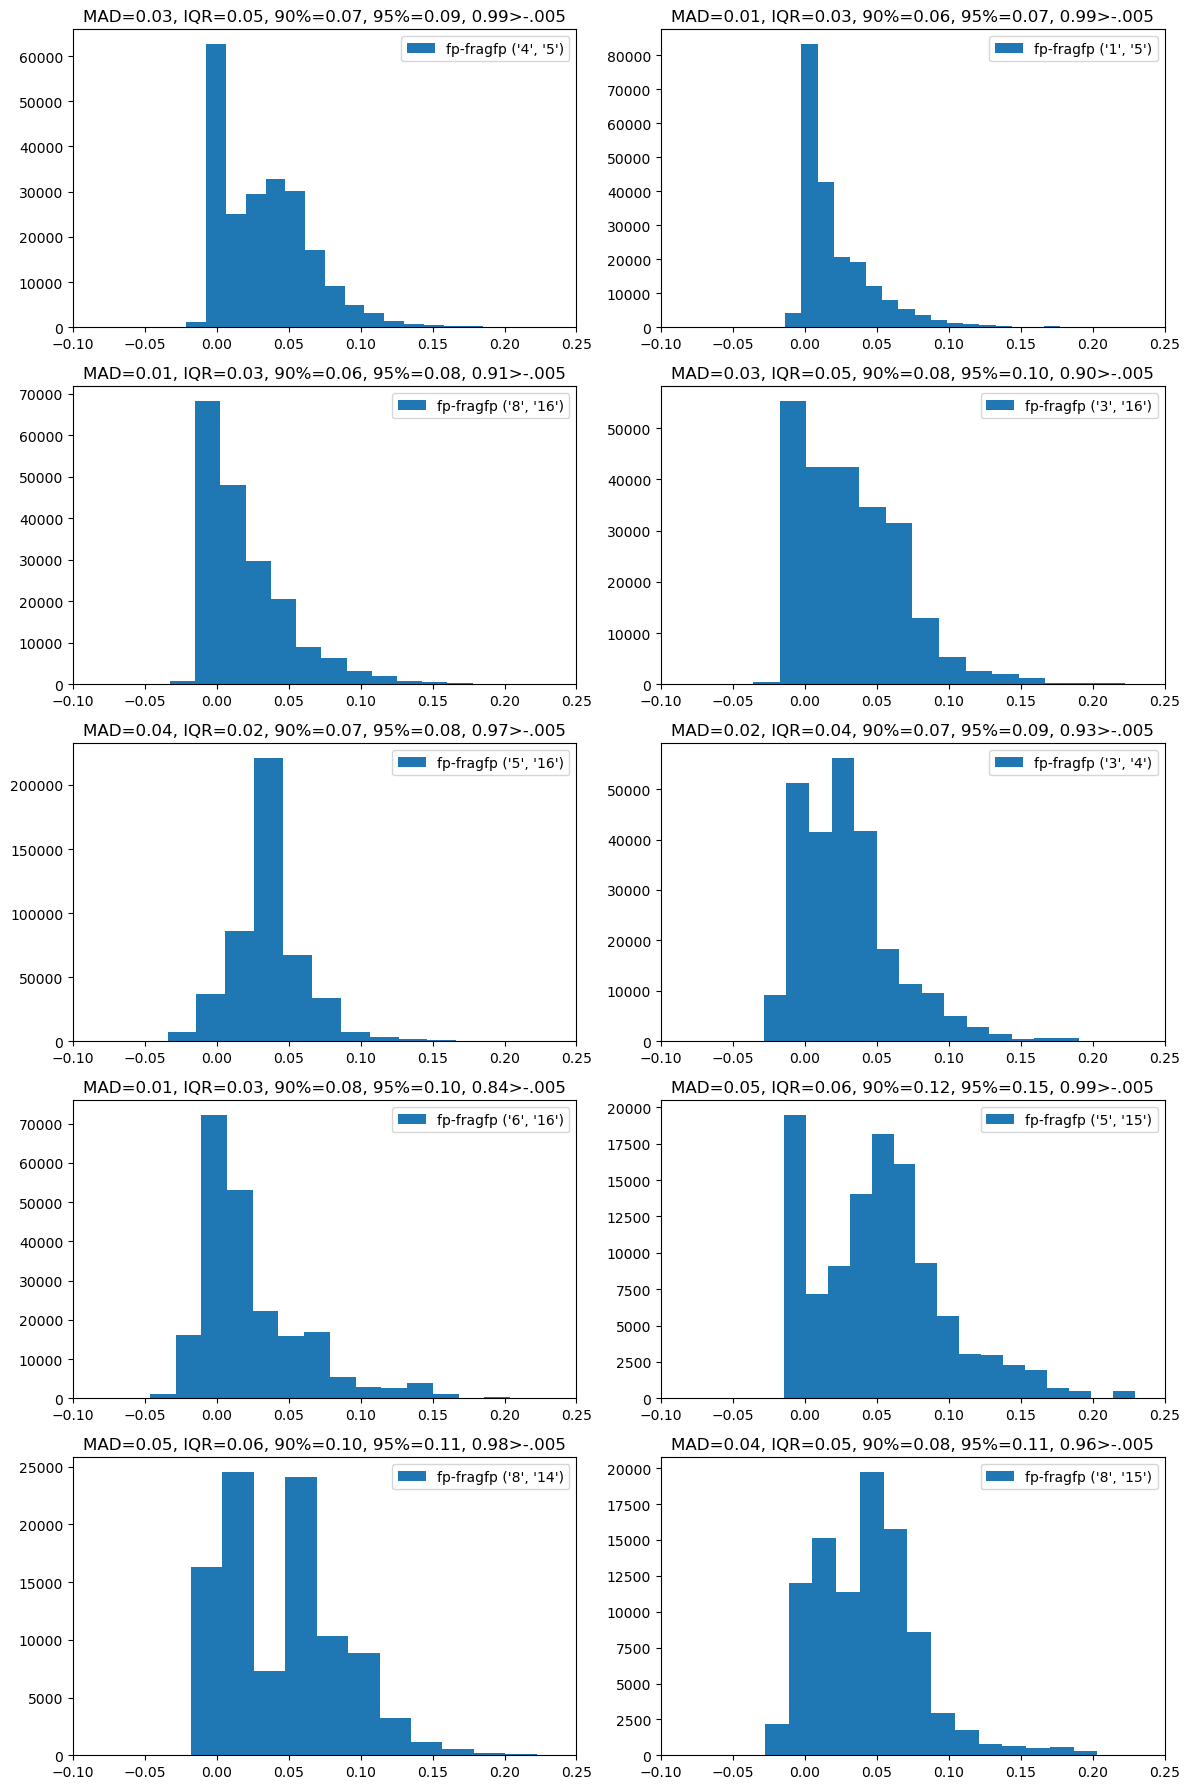 MAD=0.03, IQR=0.05, 90%=0.07, 95%=0.09, 0.99>-.005
fp-fragfp ('4', '5')
60000
50000
40000
30000
20000
10000
0
−0.10 −0.05 0.00 0.05 0.10 0.15 0.20 0.25
MAD=0.01, IQR=0.03, 90%=0.06, 95%=0.07, 0.99>-.005
fp-fragfp ('1', '5')
80000
70000
60000
50000
40000
30000
20000
10000
0
−0.10 −0.05 0.00 0.05 0.10 0.15 0.20 0.25
MAD=0.01, IQR=0.03, 90%=0.06, 95%=0.08, 0.91>-.005
fp-fragfp ('8', '16')
70000
60000
50000
40000
30000
20000
10000
0
−0.10 −0.05 0.00 0.05 0.10 0.15 0.20 0.25
MAD=0.03, IQR=0.05, 90%=0.08, 95%=0.10, 0.90>-.005
fp-fragfp ('3', '16')
50000
40000
30000
20000
10000
0
−0.10 −0.05 0.00 0.05 0.10 0.15 0.20 0.25
MAD=0.04, IQR=0.02, 90%=0.07, 95%=0.08, 0.97>-.005
fp-fragfp ('5', '16')
200000
150000
100000
50000
0
−0.10 −0.05 0.00 0.05 0.10 0.15 0.20 0.25
MAD=0.02, IQR=0.04, 90%=0.07, 95%=0.09, 0.93>-.005
fp-fragfp ('3', '4')
50000
40000
30000
20000
10000
0
−0.10 −0.05 0.00 0.05 0.10 0.15 0.20 0.25
MAD=0.01, IQR=0.03, 90%=0.08, 95%=0.10, 0.84>-.005
fp-fragfp ('6', '16')
70000
60000
50000
40000
30000
20000
10000
0
−0.10 −0.05 0.00 0.05 0.10 0.15 0.20 0.25
MAD=0.05, IQR=0.06, 90%=0.12, 95%=0.15, 0.99>-.005
fp-fragfp ('5', '15')
20000
17500
15000
12500
10000
7500
5000
2500
0
−0.10 −0.05 0.00 0.05 0.10 0.15 0.20 0.25
MAD=0.05, IQR=0.06, 90%=0.10, 95%=0.11, 0.98>-.005
fp-fragfp ('8', '14')
25000
20000
15000
10000
5000
0
−0.10 −0.05 0.00 0.05 0.10 0.15 0.20 0.25
MAD=0.04, IQR=0.05, 90%=0.08, 95%=0.11, 0.96>-.005
fp-fragfp ('8', '15')
20000
17500
15000
12500
10000
7500
5000
2500
0
−0.10 −0.05 0.00 0.05 0.10 0.15 0.20 0.25